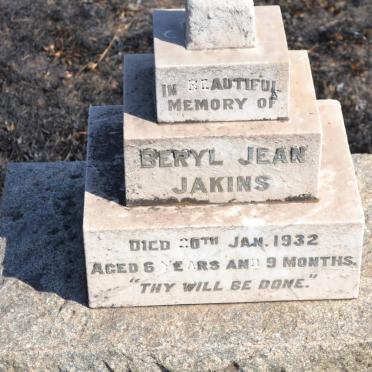 IN BEAUTIFUL
MEMORY OF
BERYL JEAN
JAKINS
DIED 20TH JAN. 1932
AGED 6 YEARS AND 9 MONTHS.
"THY WILL BE DONE."